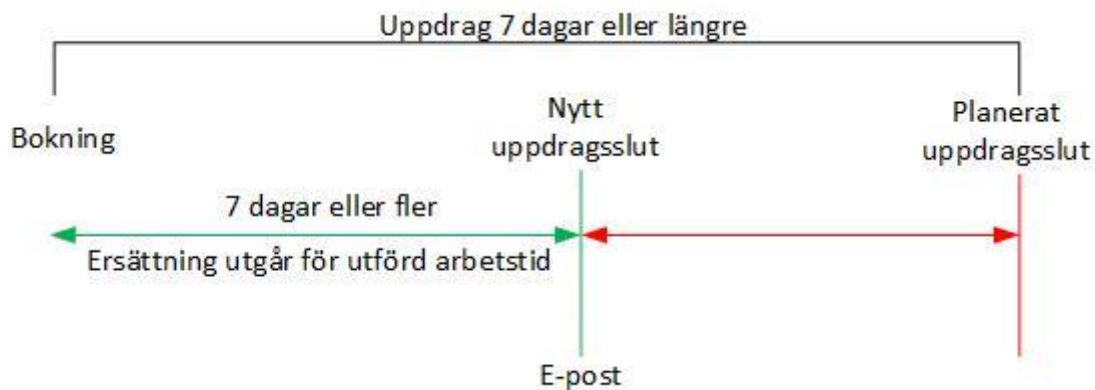 Uppdrag 7 dagar eller längre
Bokning
Nytt
uppdragsslut
Planerat
uppdragsslut
7 dagar eller fler
Ersättning utgår för utförd arbetstid
E-post